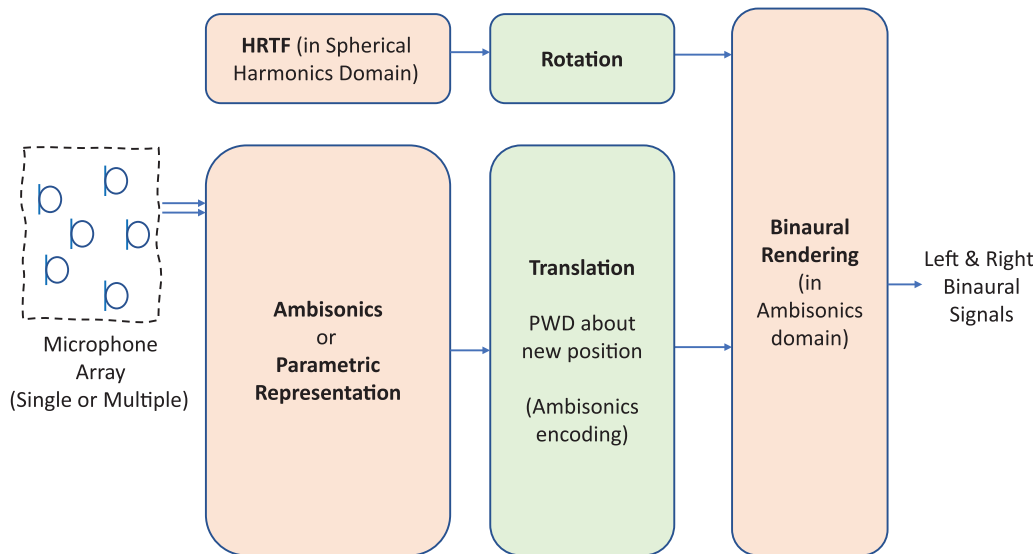 HRTF (in Spherical
Harmonics Domain)
Rotation
Microphone
Array
(Single or Multiple)
Ambisonics
or
Parametric
Representation
Translation
PWD about
new position
(Ambisonics
encoding)
Binaural
Rendering
(in
Ambisonics
domain)
Left & Right
Binaural
Signals